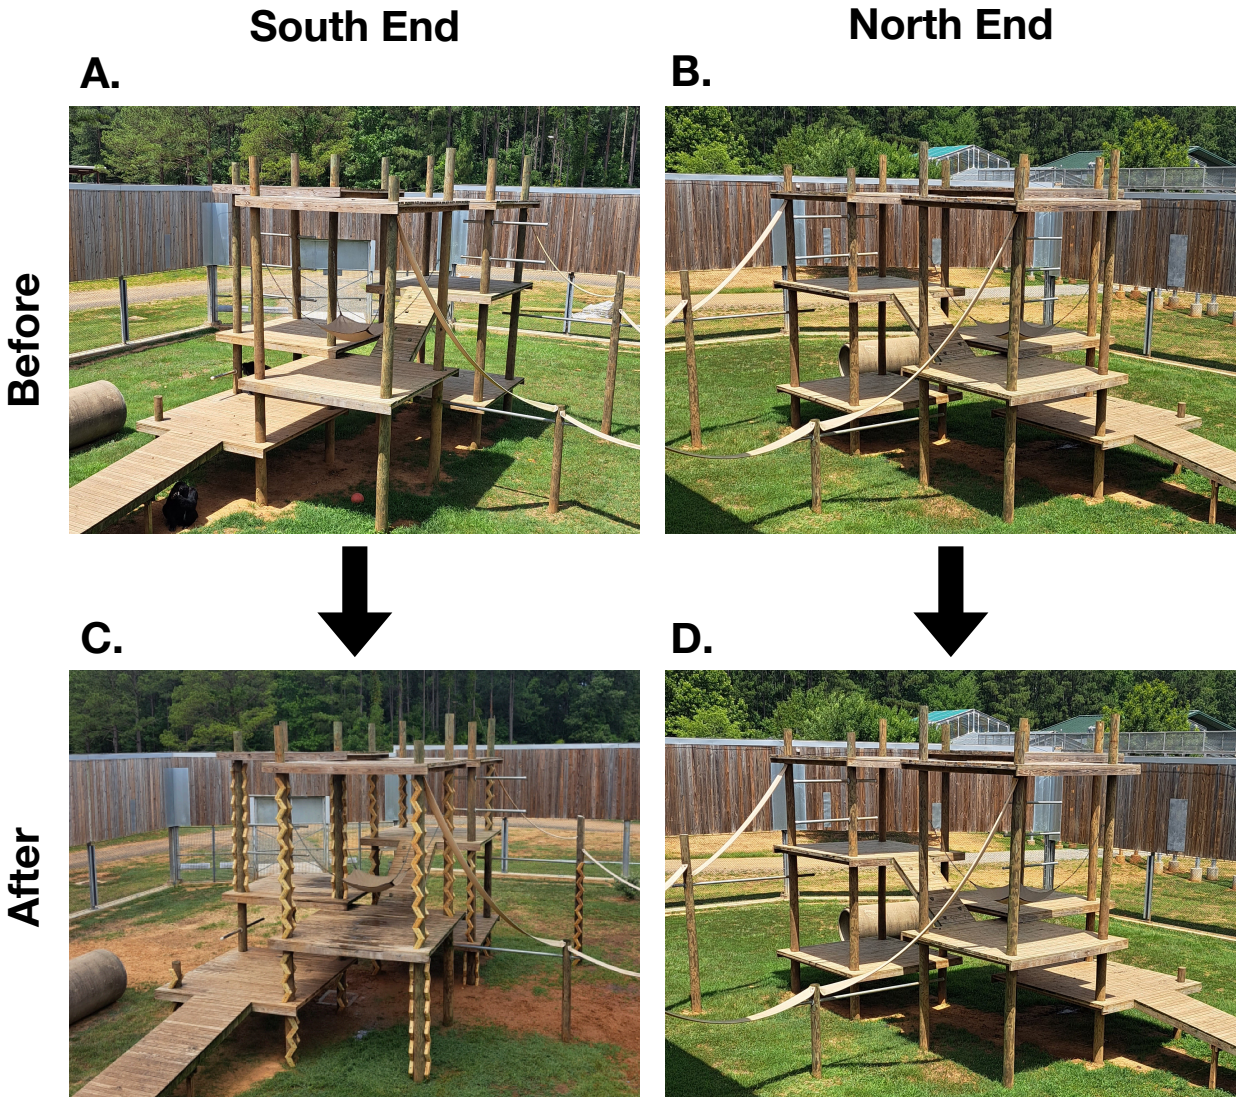 South End
North End
A.
B.
Before
C.
D.
After